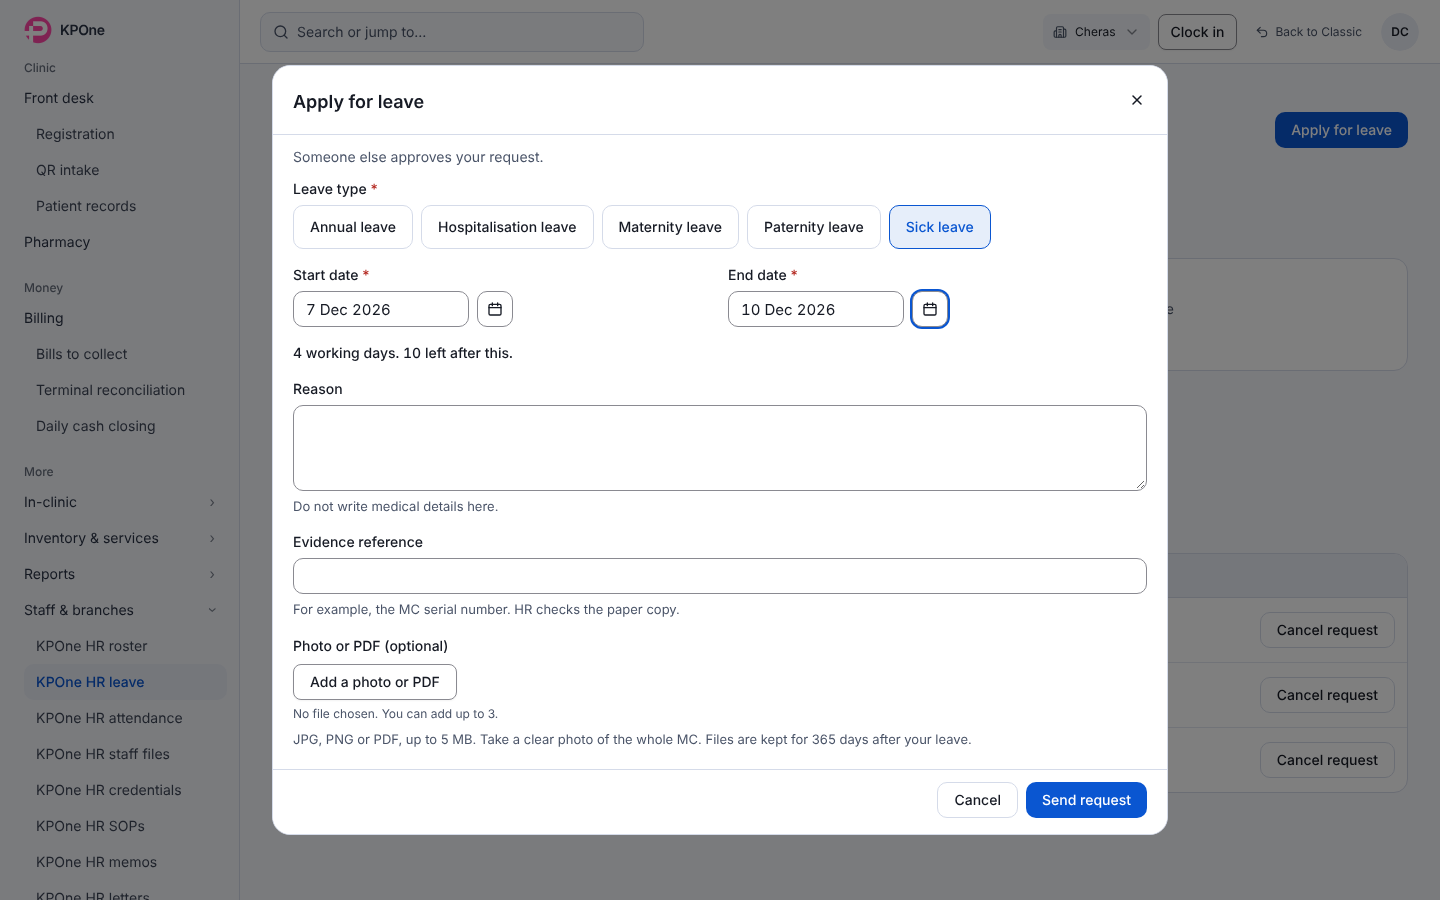 KPOne
Search or jump to...
Cheras
Clock in
Back to Classic
DC
Clinic
Front desk
Registration
QR intake
Patient records
Pharmacy
Money
Billing
Bills to collect
Terminal reconciliation
Daily cash closing
More
In-clinic
Inventory & services
Reports
Staff & branches
KPOne HR roster
KPOne HR leave
KPOne HR attendance
KPOne HR staff files
KPOne HR credentials
KPOne HR SOPs
KPOne HR memos
KPOne HR letters
Apply for leave
Apply for leave
Someone else approves your request.
Leave type *
Annual leave
Hospitalisation leave
Maternity leave
Paternity leave
Sick leave
Start date *
End date *
7 Dec 2026
10 Dec 2026
4 working days. 10 left after this.
Reason
Do not write medical details here.
Evidence reference
For example, the MC serial number. HR checks the paper copy.
Photo or PDF (optional)
Add a photo or PDF
No file chosen. You can add up to 3.
JPG, PNG or PDF, up to 5 MB. Take a clear photo of the whole MC. Files are kept for 365 days after your leave.
Cancel
Send request
Cancel request
Cancel request
Cancel request